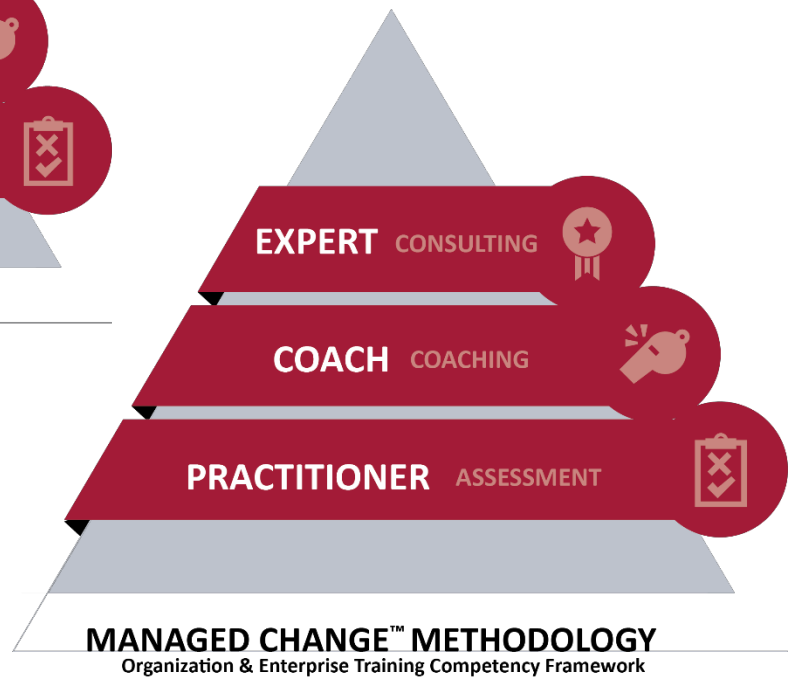 EXPERT CONSULTING
COACH COACHING
PRACTITIONER ASSESSMENT
MANAGED CHANGE™ METHODOLOGY
Organization & Enterprise Training Competency Framework